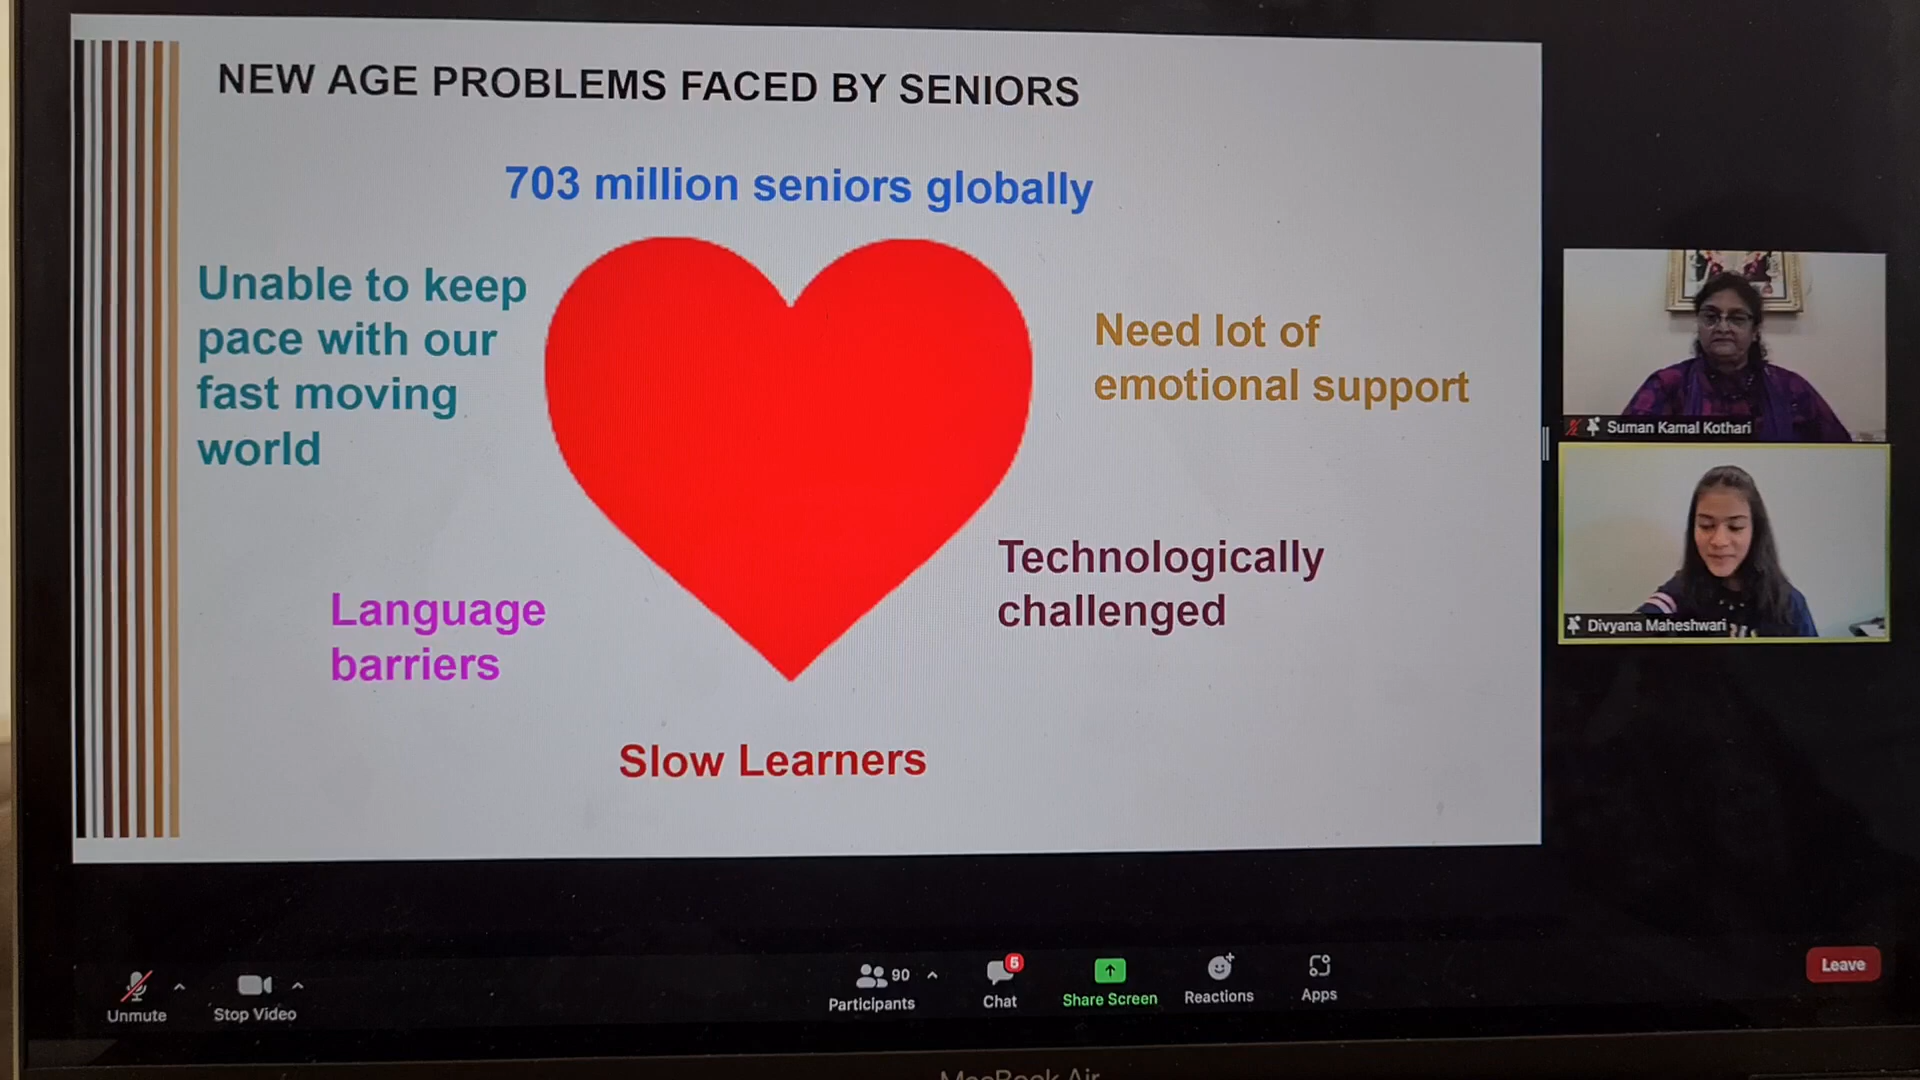 NEW AGE PROBLEMS FACED BY SENIORS
703 million seniors globally
Unable to keep
pace with our
fast moving
world
Need lot of
emotional support
Technologically
challenged
Language
barriers
Slow Learners
Suman Kamal Kothari
Divyana Maheshwari
Unmute
Stop Video
90
Participants
5
Chat
Share Screen
Reactions
Apps
Leave
MacBook Air